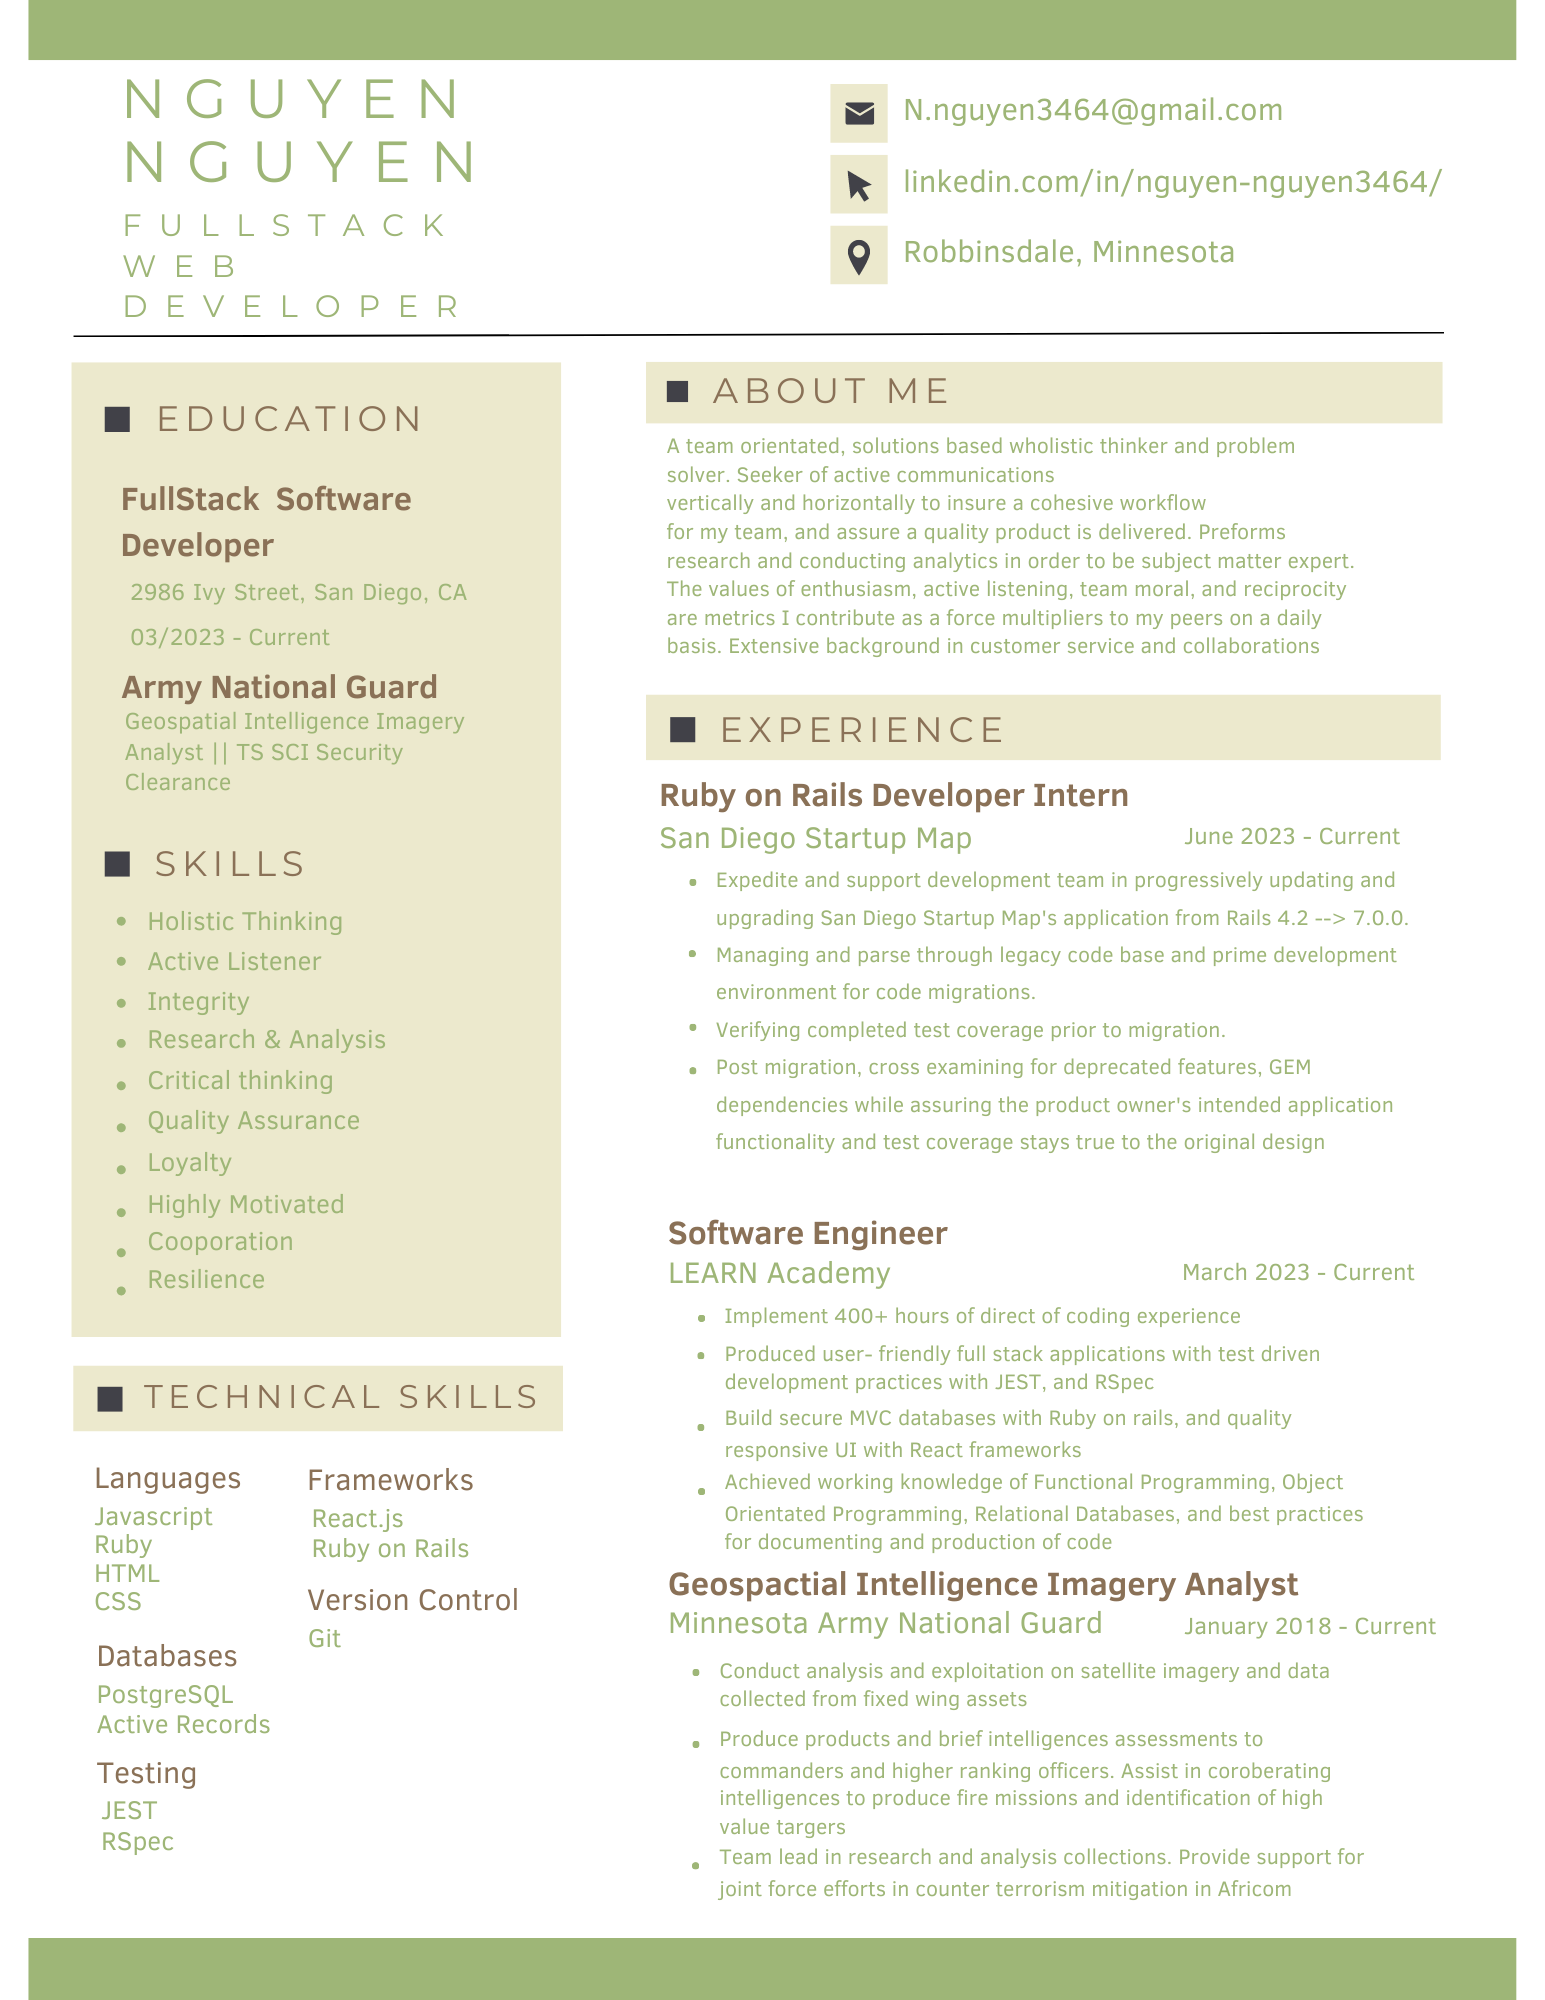 NGUYEN
NGUYEN
FULLSTACK
WEB
DEVELOPER
N.nguyen3464@gmail.com
linkedin.com/in/nguyen-nguyen3464/
Robbinsdale, Minnesota
EDUCATION
FullStack Software
Developer
2986 Ivy Street, San Diego, CA
03/2023 - Current
Army National Guard
Geospatial Intelligence Imagery
Analyst || TS SCI Security
Clearance
SKILLS
• Holistic Thinking
• Active Listener
• Integrity
• Research & Analysis
• Critical thinking
• Quality Assurance
• Loyalty
• Highly Motivated
• Cooporation
• Resilience
TECHNICAL SKILLS
Languages
Javascript
Ruby
HTML
CSS
Databases
PostgreSQL
Active Records
Testing
JEST
RSpec
Frameworks
React.js
Ruby on Rails
Version Control
Git
ABOUT ME
A team orientated, solutions based wholistic thinker and problem
solver. Seeker of active communications
vertically and horizontally to insure a cohesive workflow
for my team, and assure a quality product is delivered. Preforms
research and conducting analytics in order to be subject matter expert.
The values of enthusiasm, active listening, team moral, and reciprocity
are metrics I contribute as a force multipliers to my peers on a daily
basis. Extensive background in customer service and collaborations
EXPERIENCE
Ruby on Rails Developer Intern
San Diego Startup Map June 2023 - Current
• Expedite and support development team in progressively updating and
upgrading San Diego Startup Map's application from Rails 4.2 --> 7.0.0.
• Managing and parse through legacy code base and prime development
environment for code migrations.
• Verifying completed test coverage prior to migration.
• Post migration, cross examining for deprecated features, GEM
dependencies while assuring the product owner's intended application
functionality and test coverage stays true to the original design
Software Engineer
LEARN Academy March 2023 - Current
• Implement 400+ hours of direct of coding experience
• Produced user- friendly full stack applications with test driven
development practices with JEST, and RSpec
• Build secure MVC databases with Ruby on rails, and quality
responsive UI with React frameworks
• Achieved working knowledge of Functional Programming, Object
Orientated Programming, Relational Databases, and best practices
for documenting and production of code
Geospactial Intelligence Imagery Analyst
Minnesota Army National Guard January 2018 - Current
• Conduct analysis and exploitation on satellite imagery and data
collected from fixed wing assets
• Produce products and brief intelligences assessments to
commanders and higher ranking officers. Assist in coroberating
intelligences to produce fire missions and identification of high
value targers
• Team lead in research and analysis collections. Provide support for
joint force efforts in counter terrorism mitigation in Africom